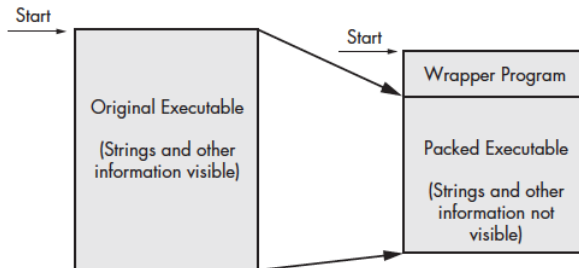 Start
Original Executable
(Strings and other
information visible)
Start
Wrapper Program
Packed Executable
(Strings and other
information not
visible)